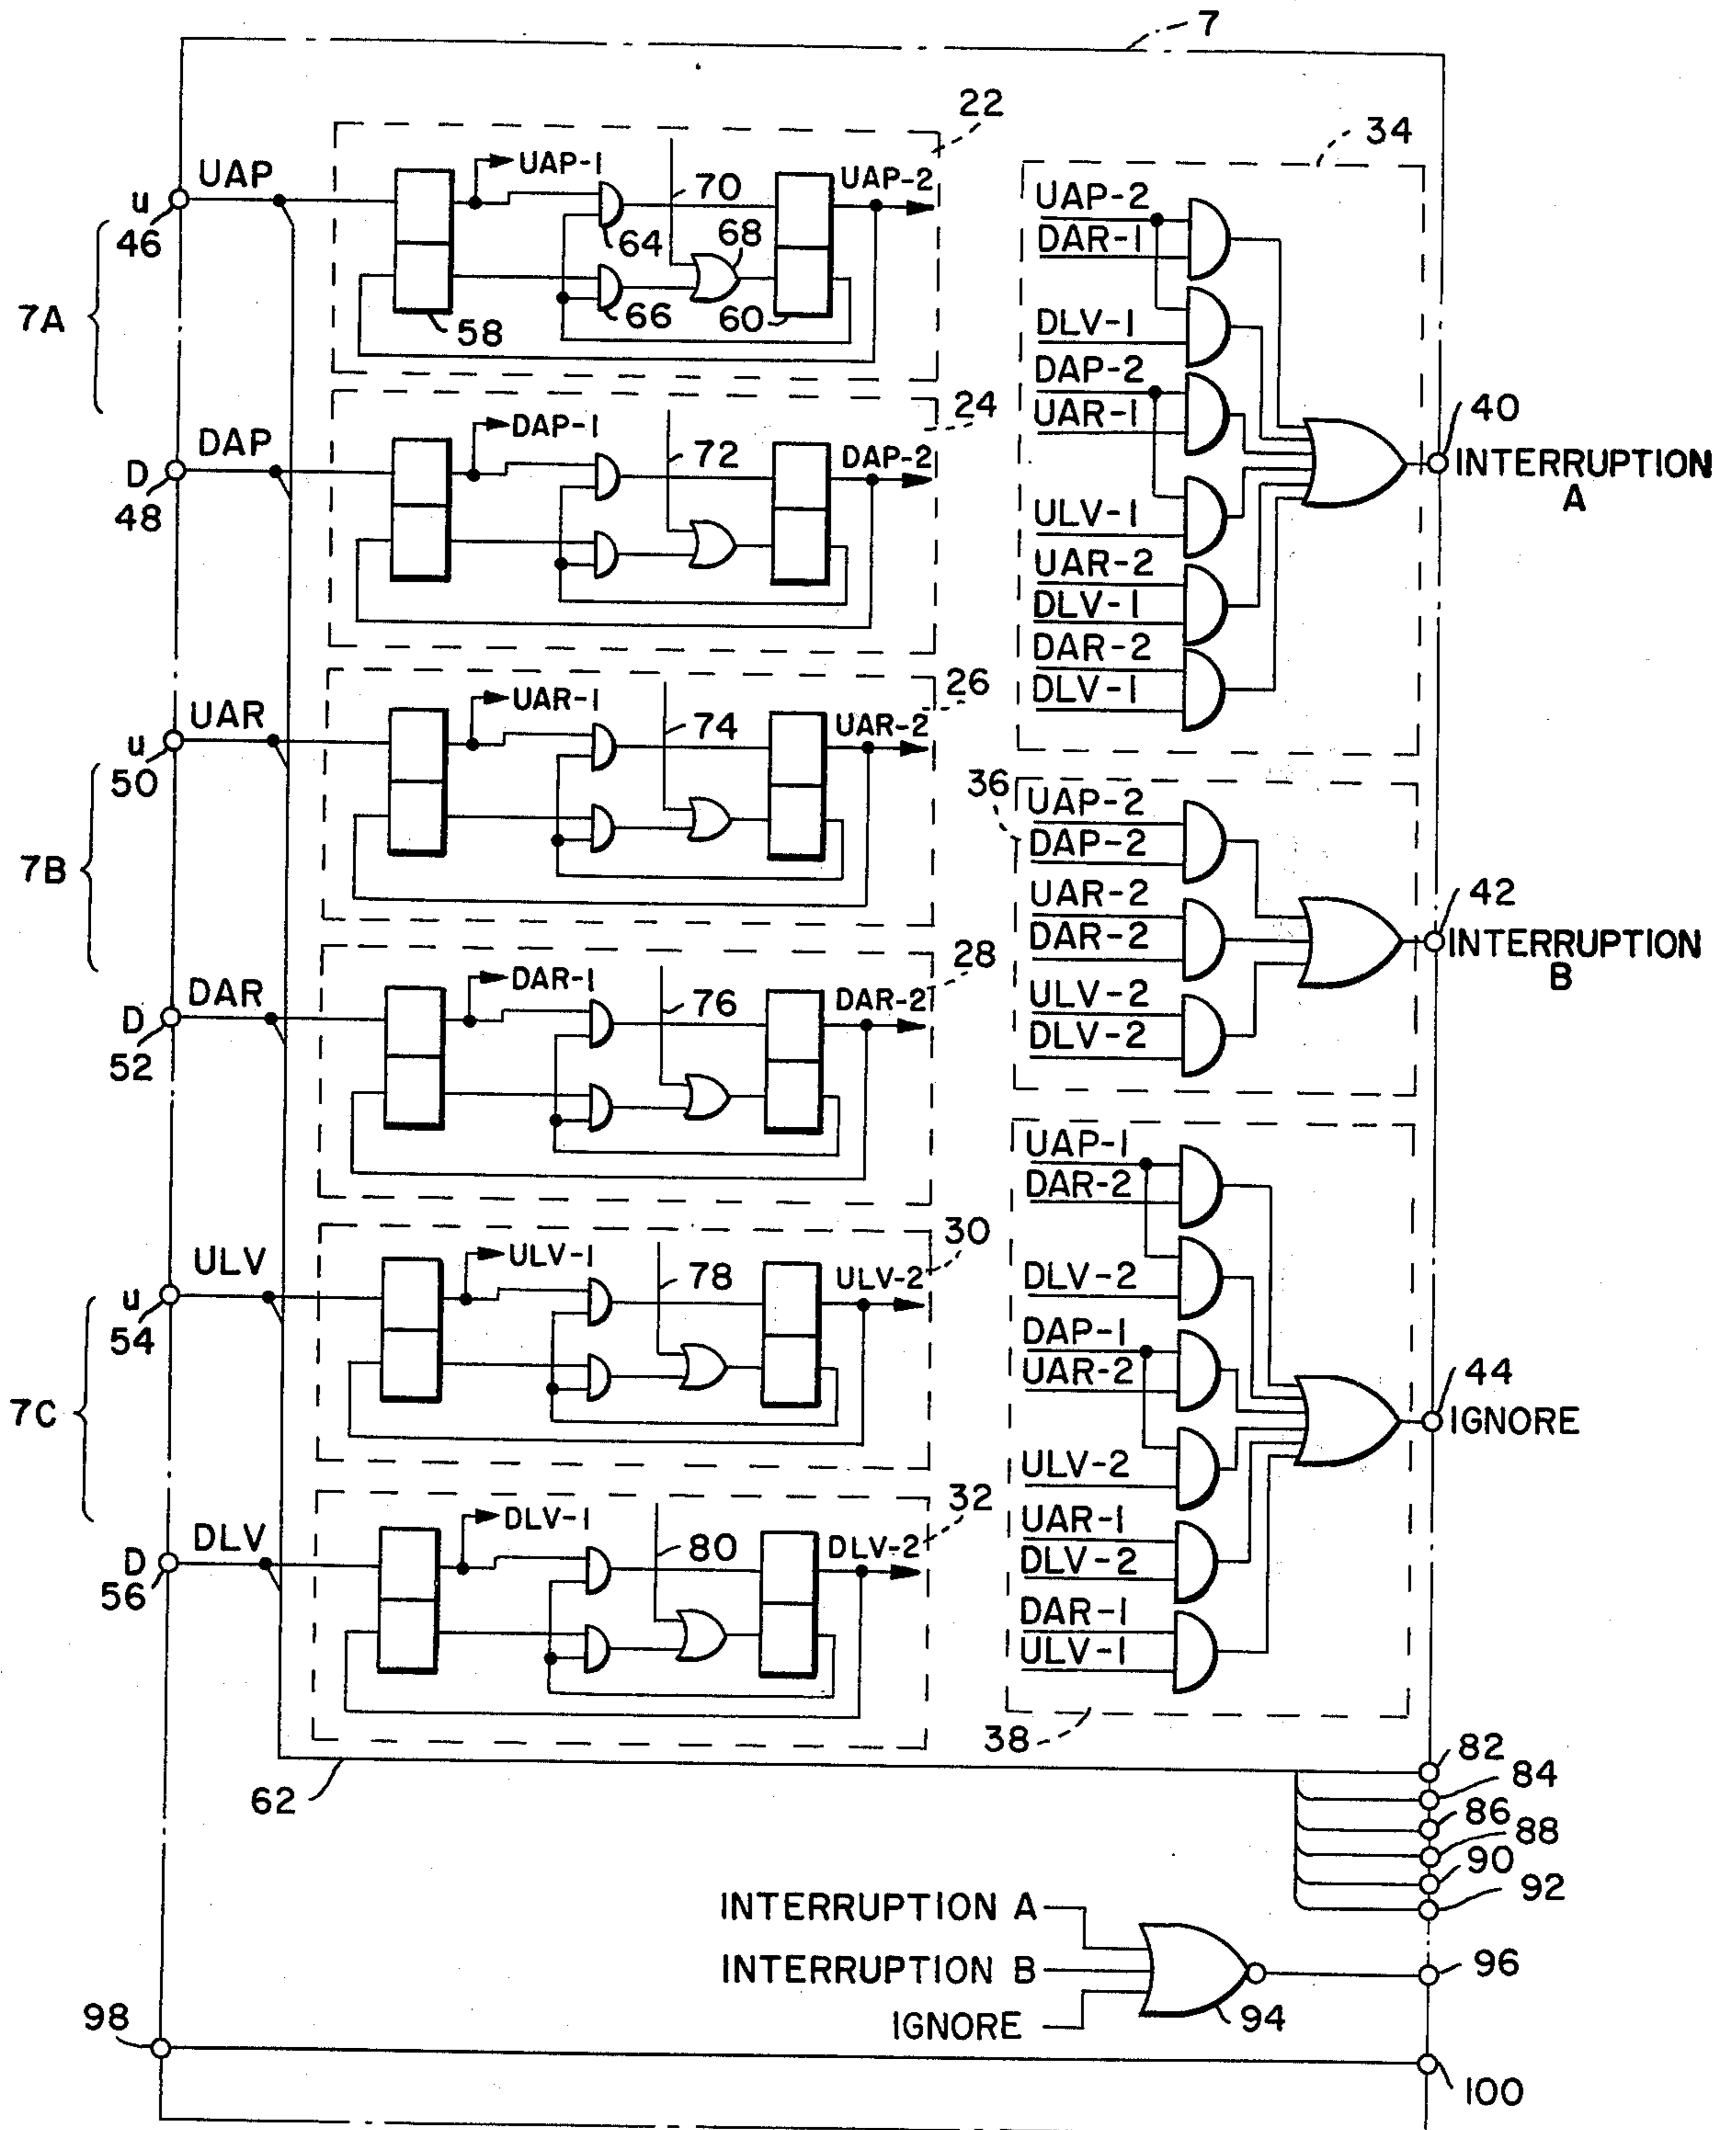 7
22
34
UAP
UAP-1
UAP-2
u
46
70
64
68
66
60
58
7A
UAP-2
DAR-1
DLV-1
DAP-2
UAR-1
ULV-1
UAR-2
DLV-1
DAR-2
DLV-1
40
INTERRUPTION
A
24
DAP
DAP-1
DAP-2
D
48
72
26
UAR
UAR-1
UAR-2
u
50
74
7B
36
UAP-2
DAP-2
UAR-2
DAR-2
ULV-2
DLV-2
42
INTERRUPTION
B
28
DAR
DAR-1
DAR-2
D
52
76
30
ULV
ULV-1
ULV-2
u
54
78
7C
UAP-1
DAR-2
DLV-2
DAP-1
UAR-2
ULV-2
UAR-1
DLV-2
DAR-1
ULV-1
44
IGNORE
32
DLV
DLV-1
DLV-2
D
56
80
38
62
82
84
86
88
90
92
INTERRUPTION A
INTERRUPTION B
IGNORE
94
96
98
100